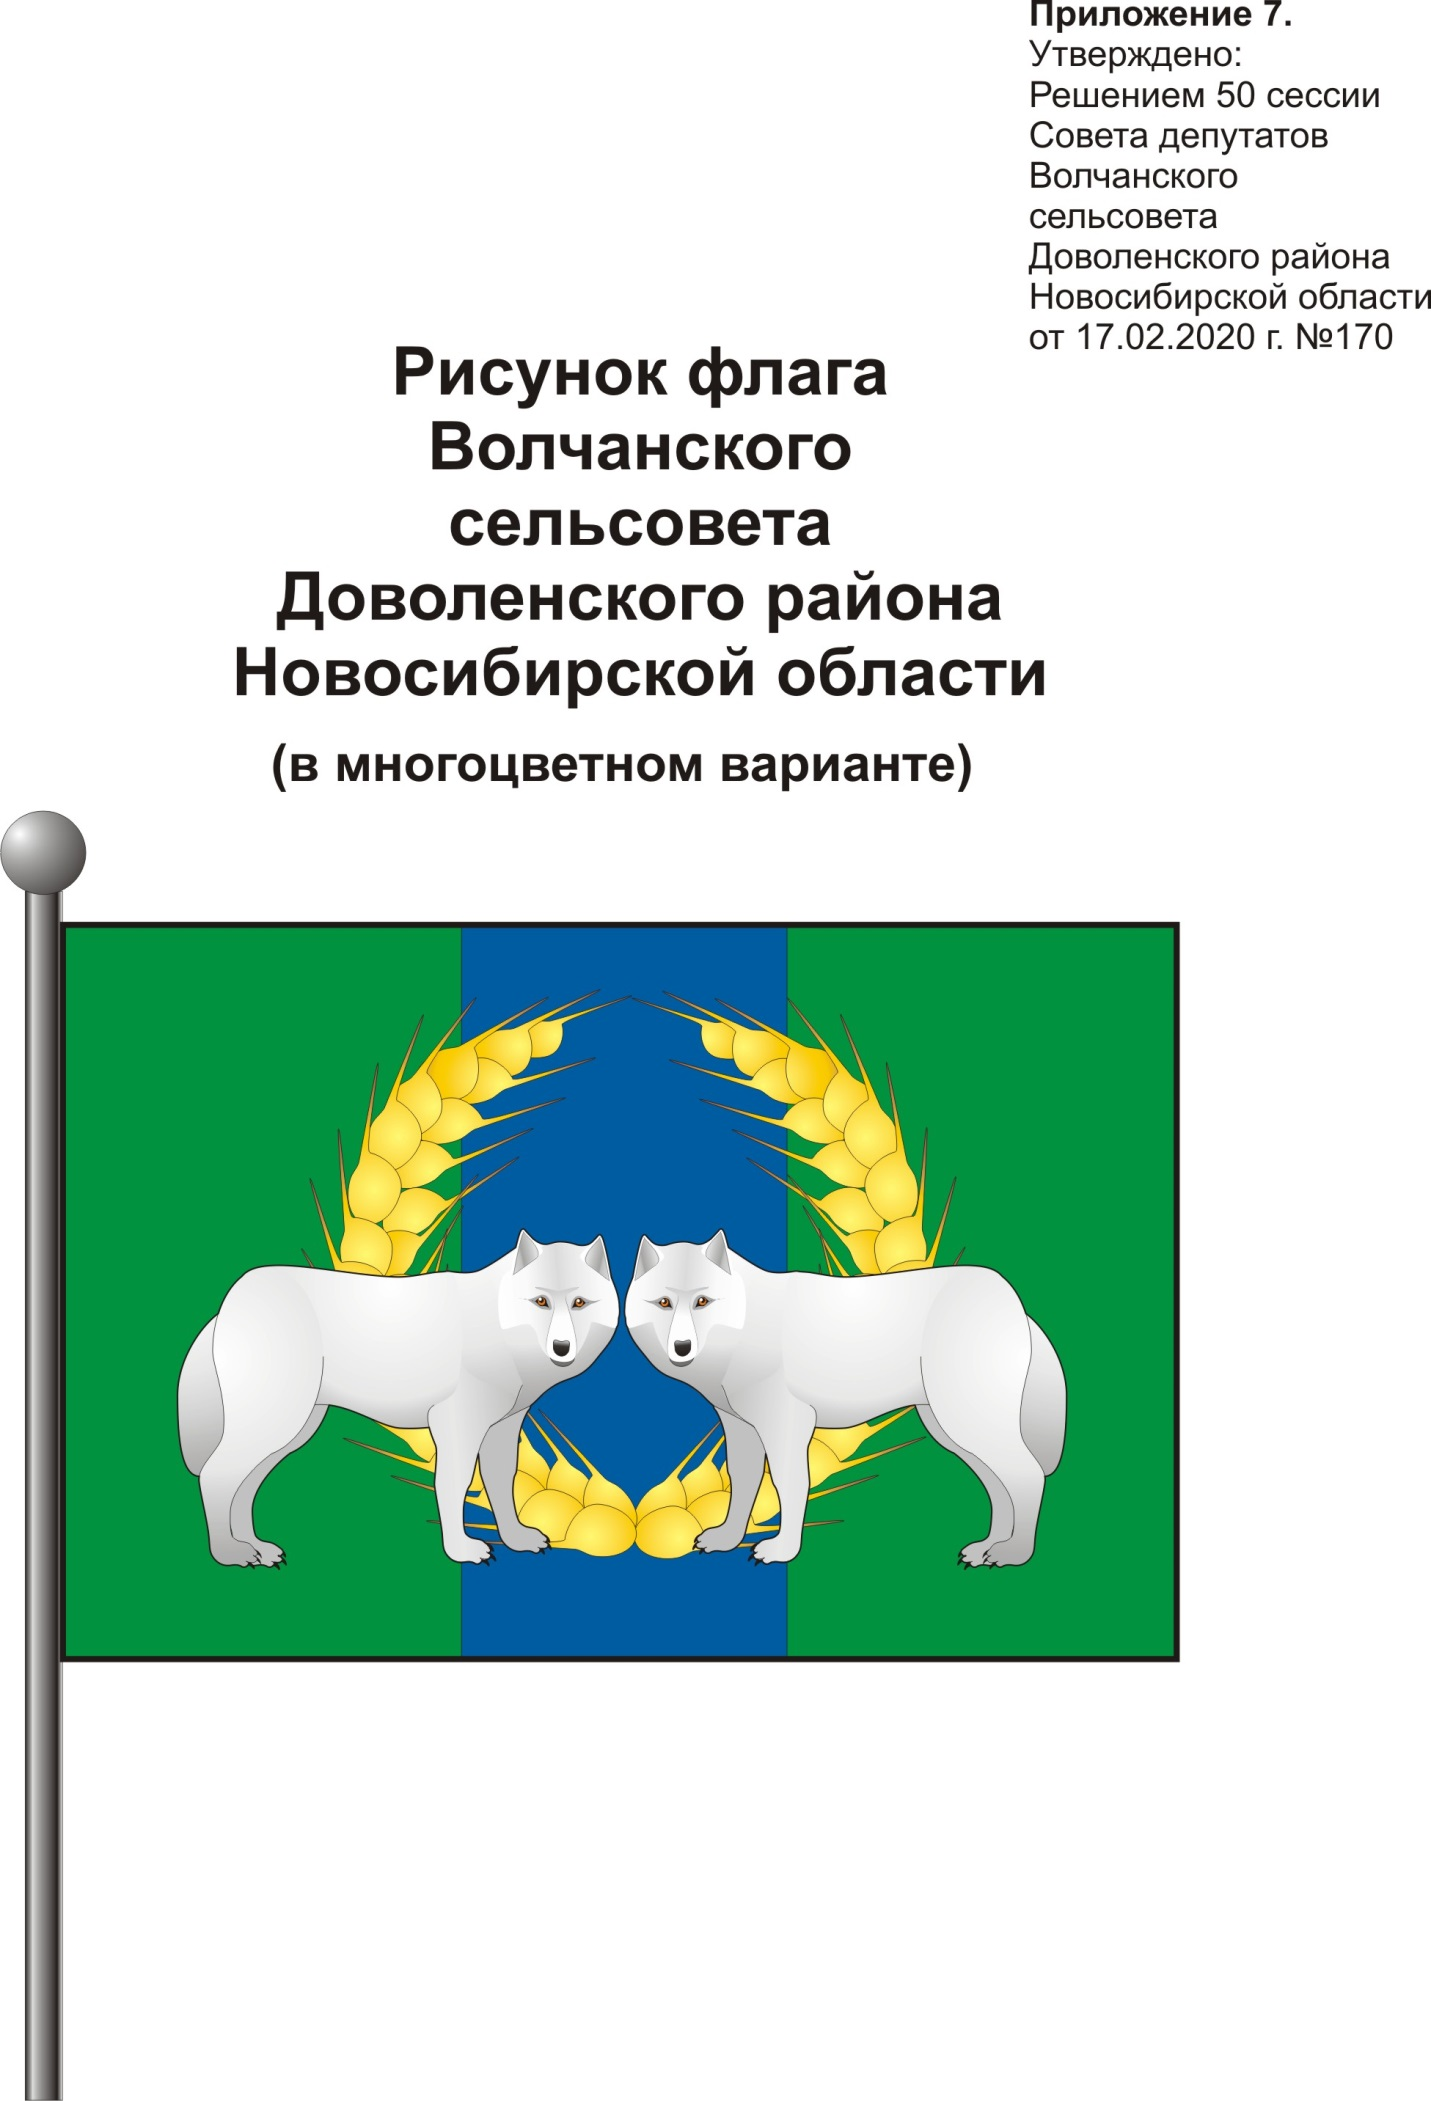 Приложение 7.
Утверждено:
Решением 50 сессии
Совета депутатов
Волчанского
сельсовета
Доволенского района
Новосибирской области
от 17.02.2020 г. №170
Рисунок флага
Волчанского
сельсовета
Доволенского района
Новосибирской области
(в многоцветном варианте)